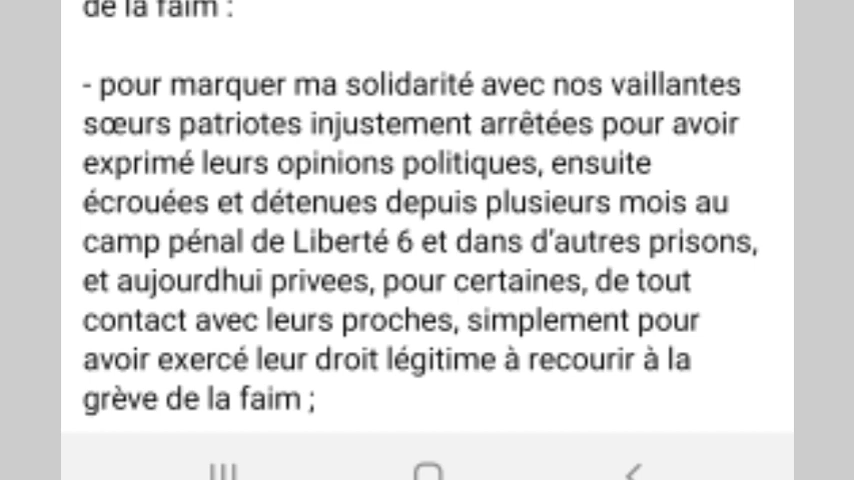 de la faim :
- pour marquer ma solidarité avec nos vaillantes
sœurs patriotes injustement arrêtées pour avoir
exprimé leurs opinions politiques, ensuite
écrouées et détenues depuis plusieurs mois au
camp pénal de Liberté 6 et dans d'autres prisons,
et aujourdhui privees, pour certaines, de tout
contact avec leurs proches, simplement pour
avoir exercé leur droit légitime à recourir à la
grève de la faim ;